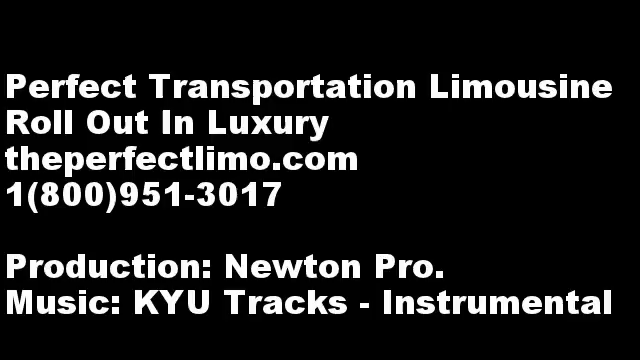 Perfect Transportation Limousine
Roll Out In Luxury
theperfectlimo.com
1(800)951-3017
Production: Newton Pro.
Music: KYU Tracks - Instrumental